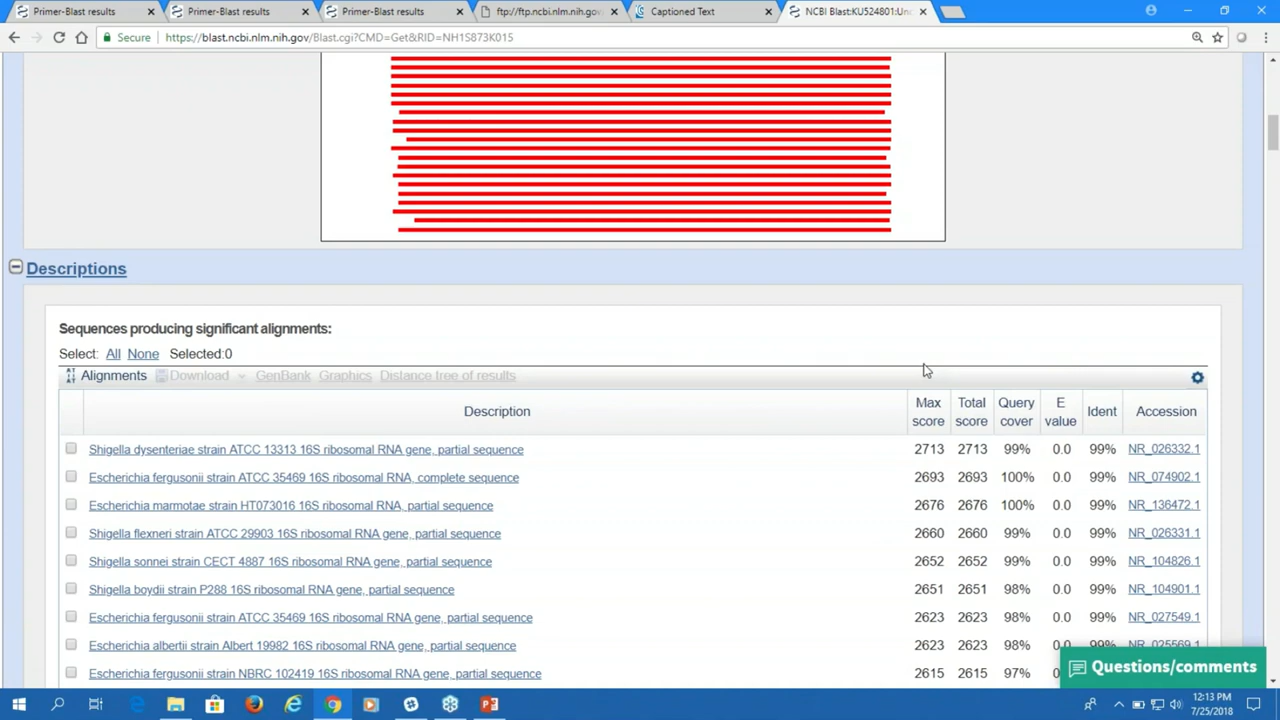 Primer-Blast results
Primer-Blast results
Primer-Blast results
ftp://ftp.ncbi.nlm.nih.gov
Captioned Text
NCBI Blast:KU524801:Unc
Secure https://blast.ncbi.nlm.nih.gov/Blast.cgi?CMD=Get&RID=NH1S873K015
Descriptions
Sequences producing significant alignments:
Select: All None Selected:0
Alignments Download GenBank Graphics Distance tree of results
Description Max score Total score Query cover E value Ident Accession
Shigella dysenteriae strain ATCC 13313 16S ribosomal RNA gene, partial sequence 2713 2713 99% 0.0 99% NR_026332.1
Escherichia fergusonii strain ATCC 35469 16S ribosomal RNA, complete sequence 2693 2693 100% 0.0 99% NR_074902.1
Escherichia marmotae strain HT073016 16S ribosomal RNA, partial sequence 2676 2676 100% 0.0 99% NR_136472.1
Shigella flexneri strain ATCC 29903 16S ribosomal RNA gene, partial sequence 2660 2660 99% 0.0 99% NR_026331.1
Shigella sonnei strain CECT 4887 16S ribosomal RNA gene, partial sequence 2652 2652 99% 0.0 99% NR_104826.1
Shigella boydii strain P288 16S ribosomal RNA gene, partial sequence 2651 2651 98% 0.0 99% NR_104901.1
Escherichia fergusonii strain ATCC 35469 16S ribosomal RNA gene, partial sequence 2623 2623 98% 0.0 99% NR_027549.1
Escherichia albertii strain Albert 19982 16S ribosomal RNA gene, partial sequence 2623 2623 98% 0.0 99% NR_025569.1
Escherichia fergusonii strain NBRC 102419 16S ribosomal RNA gene, partial sequence 2615 2615 97%
Questions/comments
12:13 PM
7/25/2018